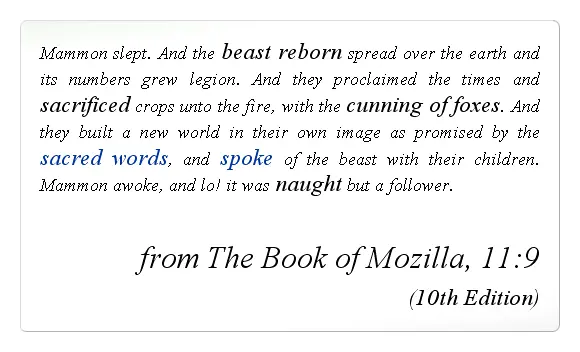 Mammon slept. And the beast reborn spread over the earth and
its numbers grew legion. And they proclaimed the times and
sacrificed crops unto the fire, with the cunning of foxes. And
they built a new world in their own image as promised by the
sacred words, and spoke of the beast with their children.
Mammon awoke, and lo! it was naught but a follower.
from The Book of Mozilla, 11:9
(10th Edition)